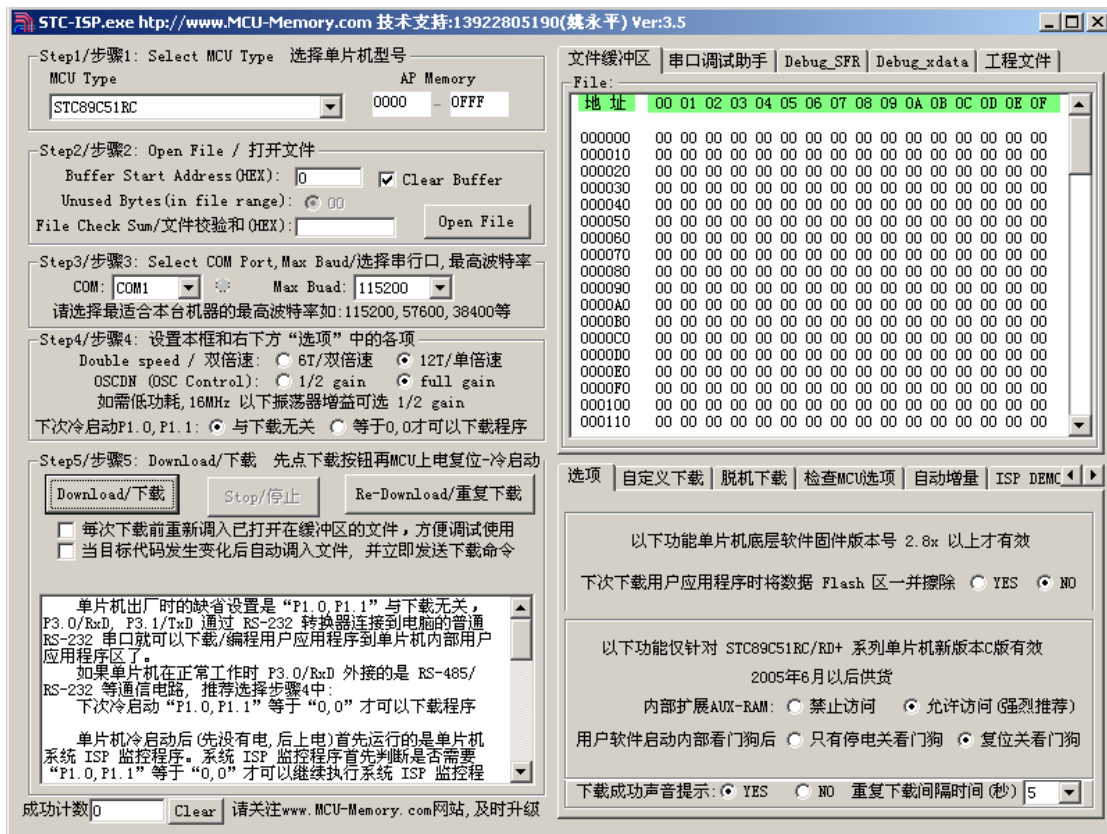 STC-ISP.exe htp://www.MCU-Memory.com 技术支持:13922805190(姚永平) Ver:3.5
Step1/步骤1: Select MCU Type 选择单片机型号
MCU Type AP Memory
STC89C51RC 0000 - 0FFF
Step2/步骤2: Open File / 打开文件
Buffer Start Address(HEX): 0 Clear Buffer
Unused Bytes(in file range): 00
File Check Sum/文件校验和(HEX): Open File
Step3/步骤3: Select COM Port,Max Baud/选择串行口,最高波特率
COM: COM1 Max Buad: 115200
请选择最适合本台机器的最高波特率如:115200,57600,38400等
Step4/步骤4: 设置本框和右下方“选项”中的各项
Double speed / 双倍速: 6T/双倍速 12T/单倍速
OSCDN (OSC Control): 1/2 gain full gain
如需低功耗,16MHz 以下振荡器增益可选 1/2 gain
下次冷启动P1.0,P1.1: 与下载无关 等于0,0才可以下载程序
Step5/步骤5: Download/下载 先点下载按钮再MCU上电复位-冷启动
Download/下载 Stop/停止 Re-Download/重复下载
每次下载前重新调入已打开在缓冲区的文件，方便调试使用
当目标代码发生变化后自动调入文件, 并立即发送下载命令
单片机出厂时的缺省设置是“P1.0,P1.1”与下载无关，
P3.0/RxD, P3.1/TxD 通过 RS-232 转换器连接到电脑的普通
RS-232 串口就可以下载/编程用户应用程序到单片机内部用户
应用程序区了。
如果单片机在正常工作时 P3.0/RxD 外接的是 RS-485/
RS-232 等通信电路, 推荐选择步骤4中:
下次冷启动“P1.0,P1.1”等于“0,0”才可以下载程序
单片机冷启动后(先没有电,后上电)首先运行的是单片机
系统 ISP 监控程序。系统 ISP 监控程序首先判断是否需要
“P1.0,P1.1”等于“0,0”才可以继续执行系统 ISP 监控程
成功计数 0 Clear 请关注www.MCU-Memory.com网站,及时升级
文件缓冲区 串口调试助手 Debug_SFR Debug_xdata 工程文件
File:
地 址 00 01 02 03 04 05 06 07 08 09 0A 0B 0C 0D 0E 0F
000000 00 00 00 00 00 00 00 00 00 00 00 00 00 00 00 00
000010 00 00 00 00 00 00 00 00 00 00 00 00 00 00 00 00
000020 00 00 00 00 00 00 00 00 00 00 00 00 00 00 00 00
000030 00 00 00 00 00 00 00 00 00 00 00 00 00 00 00 00
000040 00 00 00 00 00 00 00 00 00 00 00 00 00 00 00 00
000050 00 00 00 00 00 00 00 00 00 00 00 00 00 00 00 00
000060 00 00 00 00 00 00 00 00 00 00 00 00 00 00 00 00
000070 00 00 00 00 00 00 00 00 00 00 00 00 00 00 00 00
000080 00 00 00 00 00 00 00 00 00 00 00 00 00 00 00 00
000090 00 00 00 00 00 00 00 00 00 00 00 00 00 00 00 00
0000A0 00 00 00 00 00 00 00 00 00 00 00 00 00 00 00 00
0000B0 00 00 00 00 00 00 00 00 00 00 00 00 00 00 00 00
0000C0 00 00 00 00 00 00 00 00 00 00 00 00 00 00 00 00
0000D0 00 00 00 00 00 00 00 00 00 00 00 00 00 00 00 00
0000E0 00 00 00 00 00 00 00 00 00 00 00 00 00 00 00 00
0000F0 00 00 00 00 00 00 00 00 00 00 00 00 00 00 00 00
000100 00 00 00 00 00 00 00 00 00 00 00 00 00 00 00 00
000110 00 00 00 00 00 00 00 00 00 00 00 00 00 00 00 00
选项 自定义下载 脱机下载 检查MCU选项 自动增量 ISP DEMO
以下功能单片机底层软件固件版本号 2.8x 以上才有效
下次下载用户应用程序时将数据 Flash 区一并擦除 YES NO
以下功能仅针对 STC89C51RC/RD+ 系列单片机新版本C版有效
2005年6月以后供货
内部扩展AUX-RAM: 禁止访问 允许访问(强烈推荐)
用户软件启动内部看门狗后 只有停电关看门狗 复位关看门狗
下载成功声音提示: YES NO 重复下载间隔时间(秒) 5